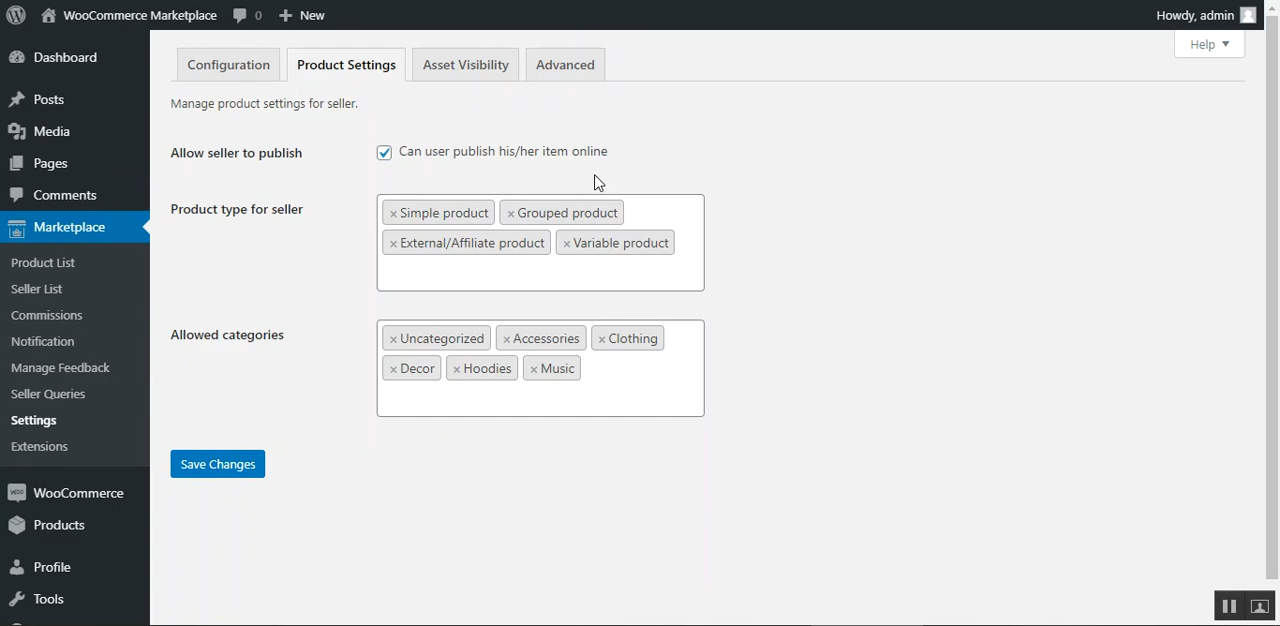 WooCommerce Marketplace 0 + New Howdy, admin
Help ▼
Dashboard
Posts
Media
Pages
Comments
Marketplace
Product List
Seller List
Commissions
Notification
Manage Feedback
Seller Queries
Settings
Extensions
WooCommerce
Products
Profile
Tools
Configuration Product Settings Asset Visibility Advanced
Manage product settings for seller.
Allow seller to publish Can user publish his/her item online
Product type for seller × Simple product × Grouped product
× External/Affiliate product × Variable product
Allowed categories × Uncategorized × Accessories × Clothing
× Decor × Hoodies × Music
Save Changes